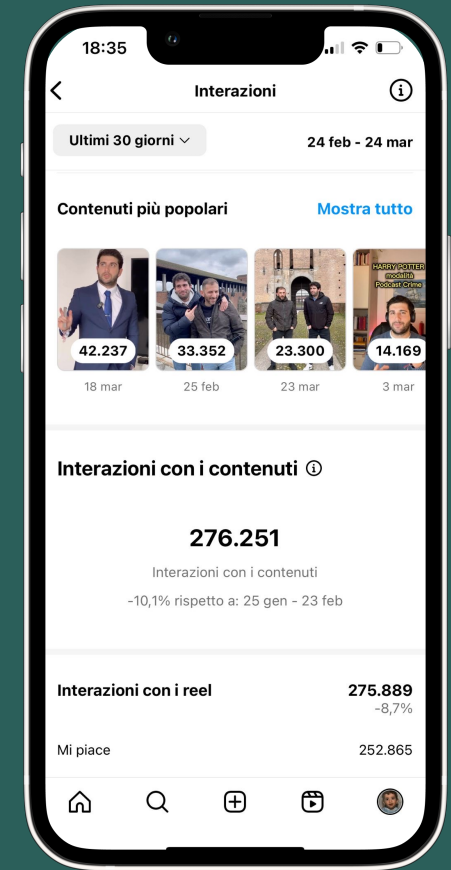 18:35
Interazioni
Ultimi 30 giorni
24 feb - 24 mar
Contenuti più popolari
Mostra tutto
HARRY POTTER
modalità
Podcast Crime
42.237
33.352
23.300
14.169
18 mar
25 feb
23 mar
3 mar
Interazioni con i contenuti
276.251
Interazioni con i contenuti
-10,1% rispetto a: 25 gen - 23 feb
Interazioni con i reel
275.889
-8,7%
Mi piace
252.865